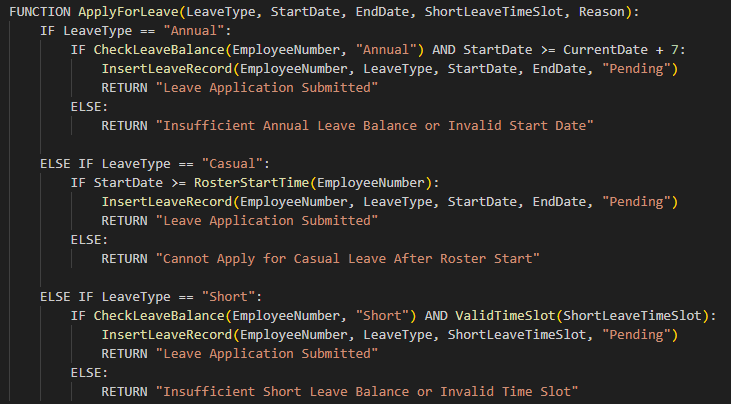 FUNCTION ApplyForLeave(LeaveType, StartDate, EndDate, ShortLeaveTimeSlot, Reason):
    IF LeaveType == "Annual":
        IF CheckLeaveBalance(EmployeeNumber, "Annual") AND StartDate >= CurrentDate + 7:
            InsertLeaveRecord(EmployeeNumber, LeaveType, StartDate, EndDate, "Pending")
            RETURN "Leave Application Submitted"
        ELSE:
            RETURN "Insufficient Annual Leave Balance or Invalid Start Date"

    ELSE IF LeaveType == "Casual":
        IF StartDate >= RosterStartTime(EmployeeNumber):
            InsertLeaveRecord(EmployeeNumber, LeaveType, StartDate, EndDate, "Pending")
            RETURN "Leave Application Submitted"
        ELSE:
            RETURN "Cannot Apply for Casual Leave After Roster Start"

    ELSE IF LeaveType == "Short":
        IF CheckLeaveBalance(EmployeeNumber, "Short") AND ValidTimeSlot(ShortLeaveTimeSlot):
            InsertLeaveRecord(EmployeeNumber, LeaveType, ShortLeaveTimeSlot, "Pending")
            RETURN "Leave Application Submitted"
        ELSE:
            RETURN "Insufficient Short Leave Balance or Invalid Time Slot"